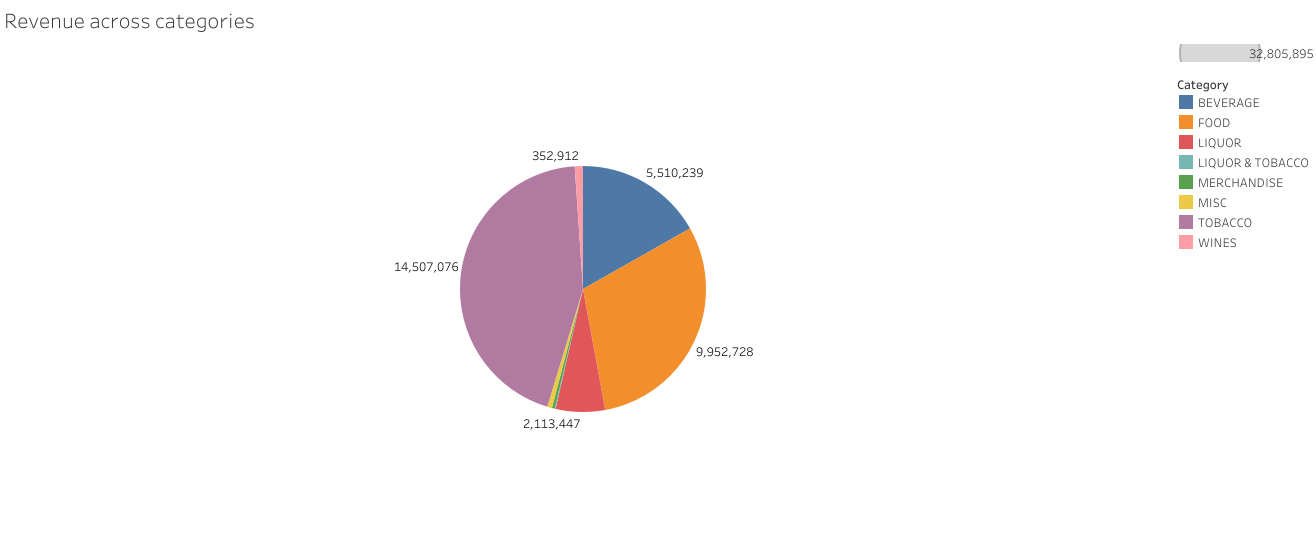 Revenue across categories
32,805,895
Category
BEVERAGE
FOOD
LIQUOR
LIQUOR & TOBACCO
MERCHANDISE
MISC
TOBACCO
WINES
352,912
5,510,239
14,507,076
9,952,728
2,113,447